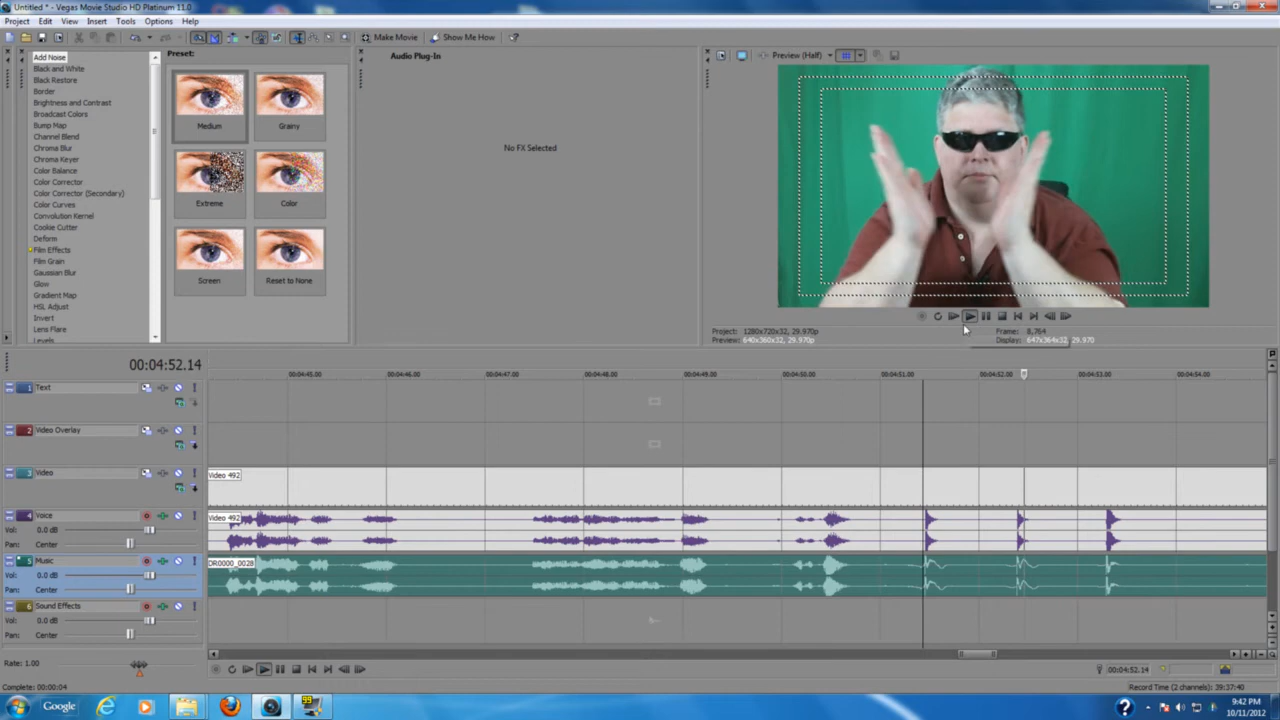 Untitled * - Vegas Movie Studio HD Platinum 11.0
Project Edit View Insert Tools Options Help
Make Movie Show Me How
Add Noise
Black and White
Black Restore
Border
Brightness and Contrast
Broadcast Colors
Bump Map
Channel Blend
Chroma Blur
Chroma Keyer
Color Balance
Color Corrector
Color Corrector (Secondary)
Color Curves
Convolution Kernel
Cookie Cutter
Deform
Film Effects
Film Grain
Gaussian Blur
Glow
Gradient Map
HSL Adjust
Invert
Lens Flare
Levels
Preset:
Medium Grainy
Extreme Color
Screen Reset to None
Audio Plug-In
No FX Selected
Preview (Half)
Project: 1280x720x32, 29.970p Frame: 8,764
Preview: 640x360x32, 29.970p Display: 647x364x32, 29.970
00:04:52.14
00:04:45.00 00:04:46.00 00:04:47.00 00:04:48.00 00:04:49.00 00:04:50.00 00:04:51.00 00:04:52.00 00:04:53.00 00:04:54.00
1 Text
2 Video Overlay
3 Video
Video 492
4 Voice
Video 492
Vol: 0.0 dB
Pan: Center
5 Music
DR0000_0028
Vol: 0.0 dB
Pan: Center
6 Sound Effects
Vol: 0.0 dB
Pan: Center
Rate: 1.00
00:04:52.14
Complete: 00:00:04
Record Time (2 channels): 39:37:40
Google
99
9:42 PM
10/11/2012